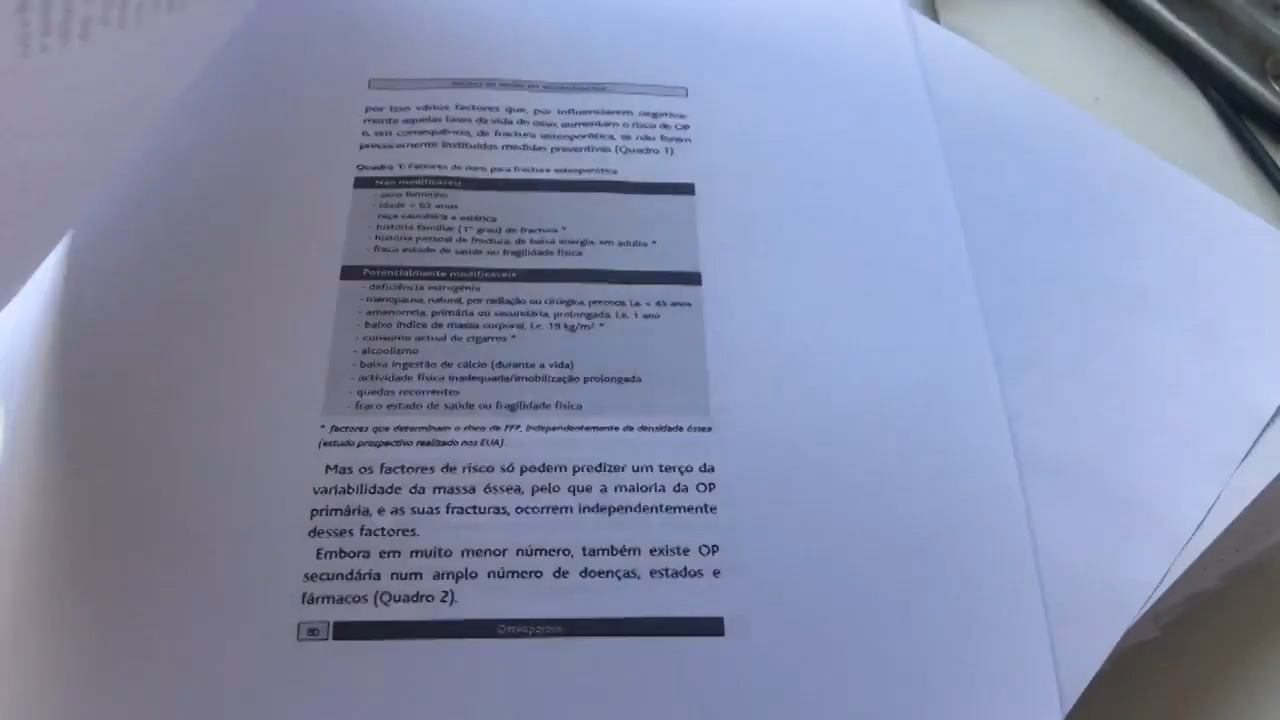 por isso vários factores que, por influenciarem negativa-
mente aquelas fases da vida do osso, aumentam o risco de OP
e, em consequência, de fractura osteoporótica, se não forem
precocemente instituídas medidas preventivas (Quadro 1).
Quadro 1: Factores de risco para fractura osteoporótica
Não modificáveis
- sexo feminino
- idade 65 anos
- raça caucásica e asiática
- história familiar (1° grau) de fractura *
- história pessoal de fractura, de baixa energia, em adulto *
- fraco estado de saúde ou fragilidade física
Potencialmente modificáveis
- deficiência estrogénia
- menopausa, natural, por radiação ou cirúrgica, precoce, i.e. < 45 anos
- amenorreia, primária ou secundária, prolongada, i.e. 1 ano
- baixo índice de massa corporal, i.e. 19 kg/m² *
- consumo actual de cigarros *
- alcoolismo
- baixa ingestão de cálcio (durante a vida)
- actividade física inadequada/imobilização prolongada
- quedas recorrentes
- fraco estado de saúde ou fragilidade física
* factores que determinam o risco de FFP, independentemente da densidade óssea
(estudo prospectivo realizado nos EUA).
Mas os factores de risco só podem predizer um terço da
variabilidade da massa óssea, pelo que a maioria da OP
primária, e as suas fracturas, ocorrem independentemente
desses factores.
Embora em muito menor número, também existe OP
secundária num amplo número de doenças, estados e
fármacos (Quadro 2).
80
Osteoporose